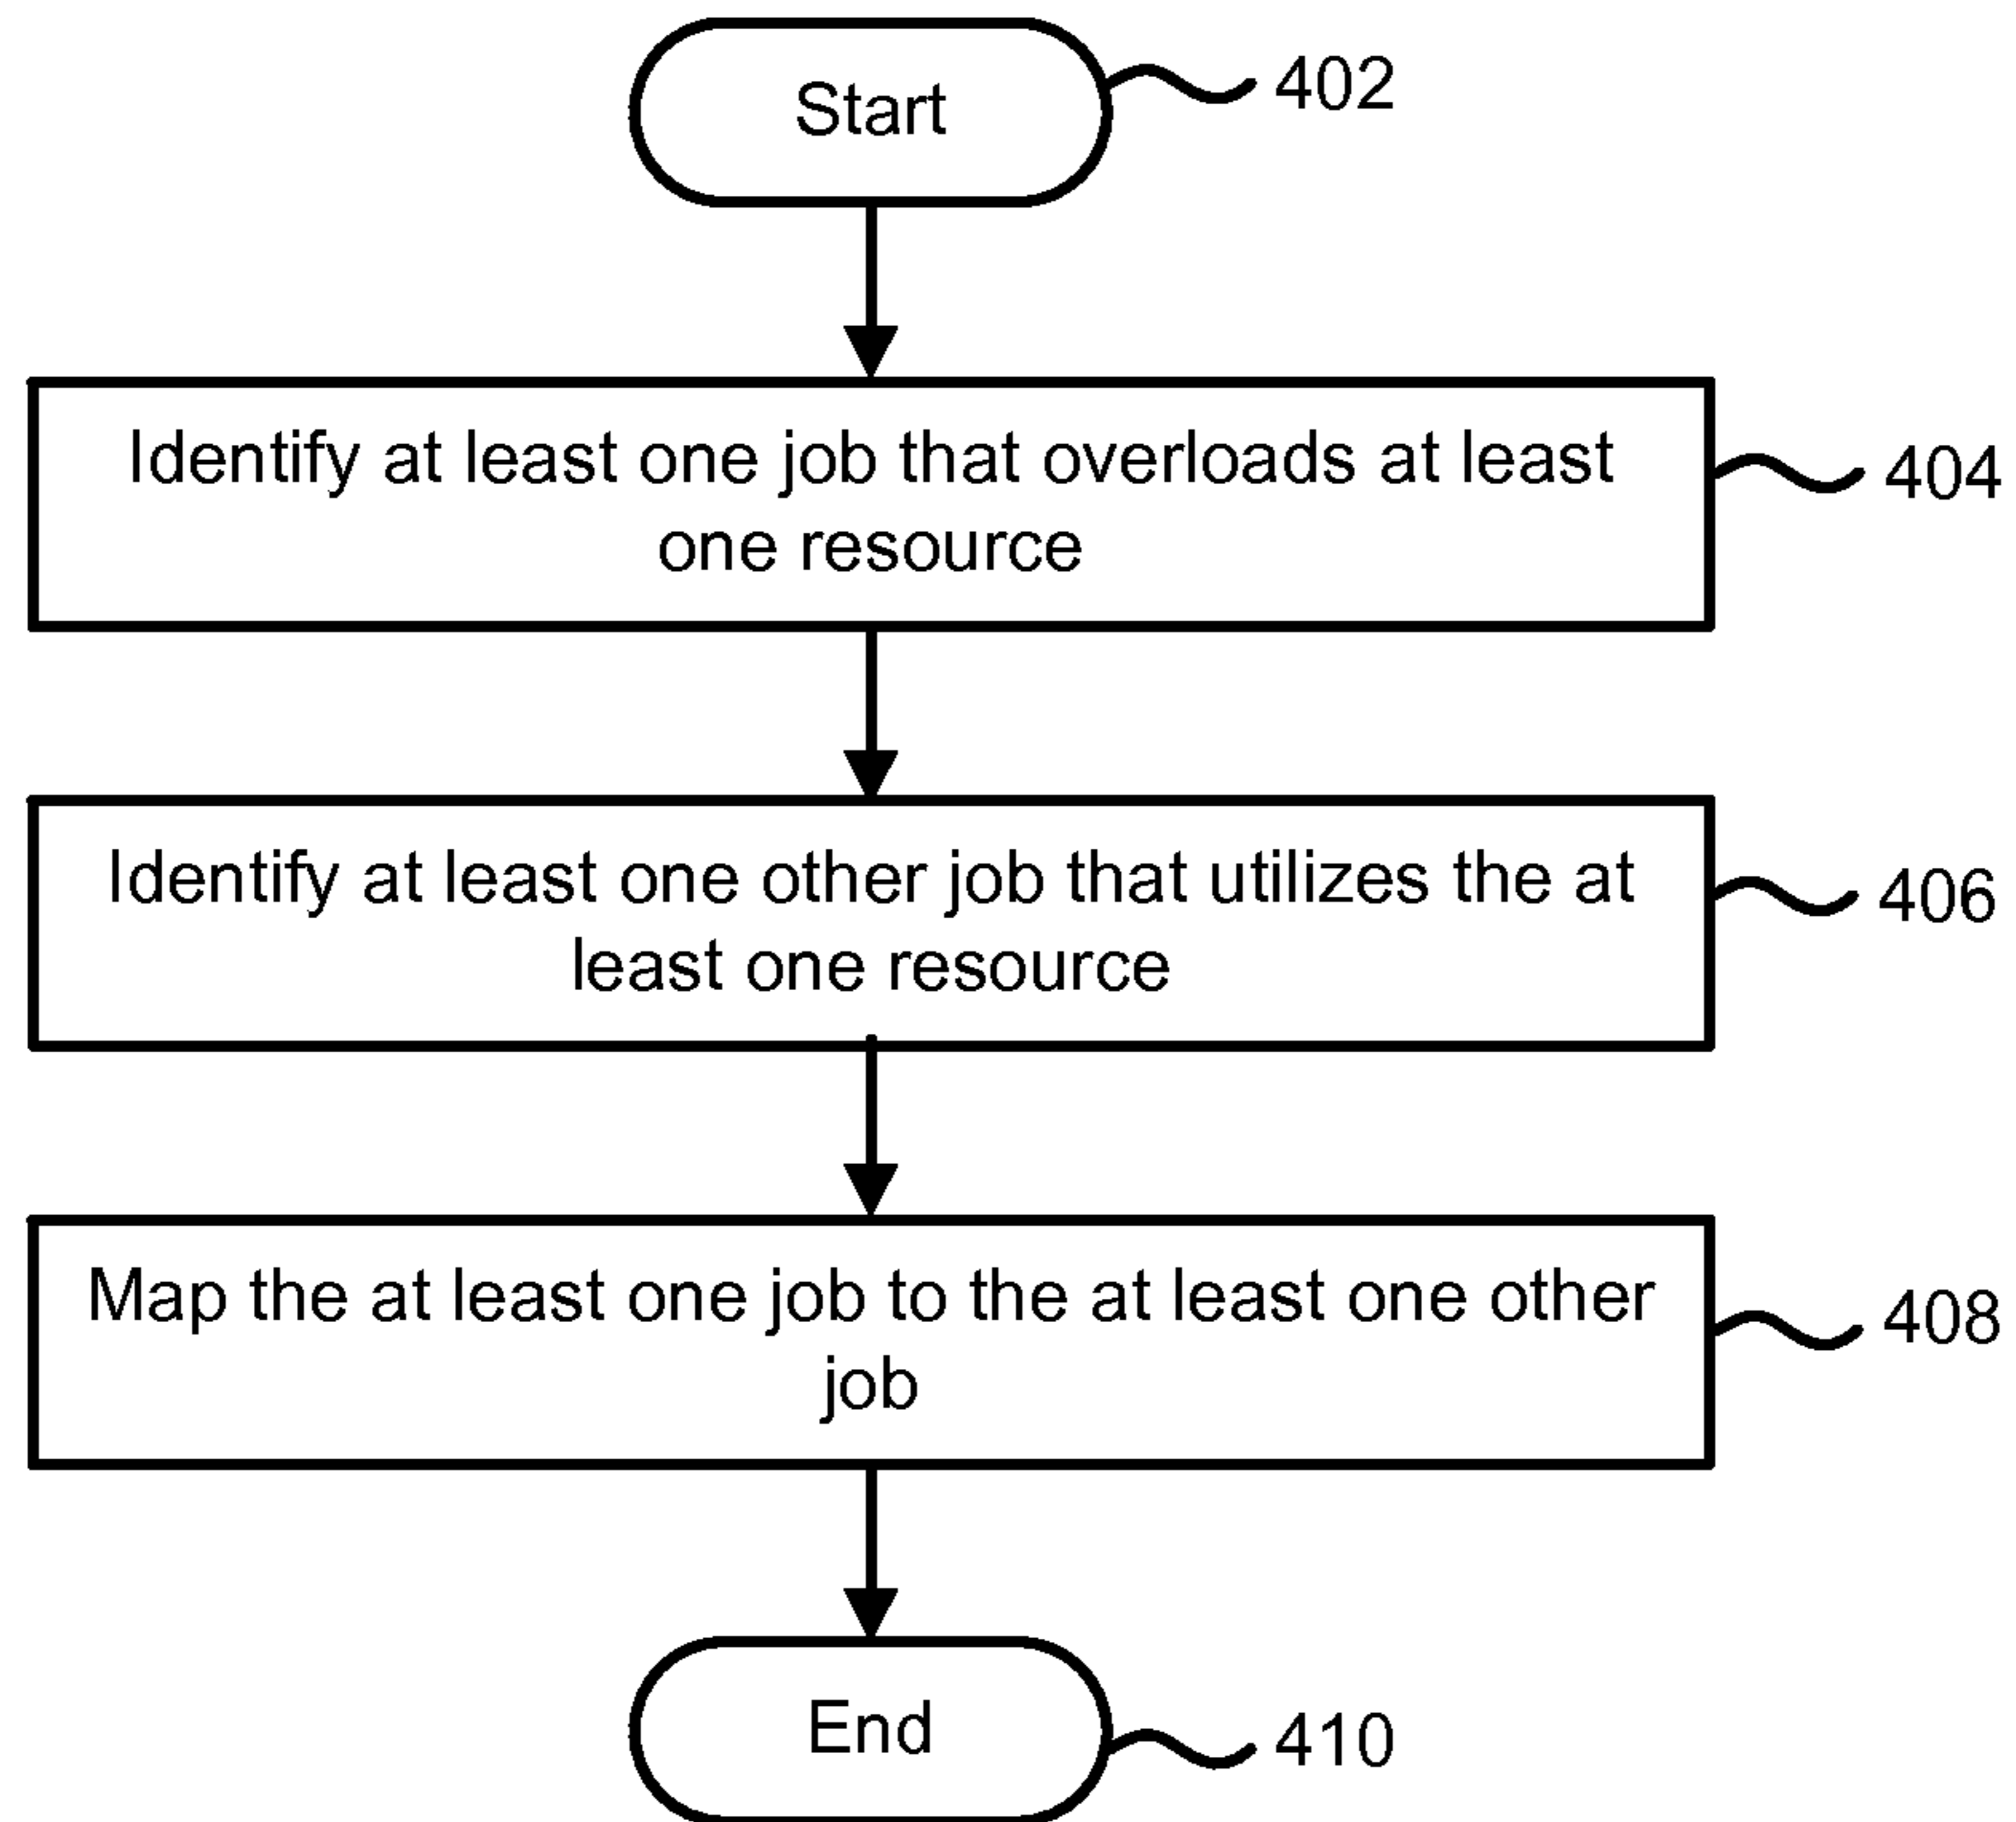 Start
402
Identify at least one job that overloads at least
one resource
404
Identify at least one other job that utilizes the at
least one resource
406
Map the at least one job to the at least one other
job
408
End
410